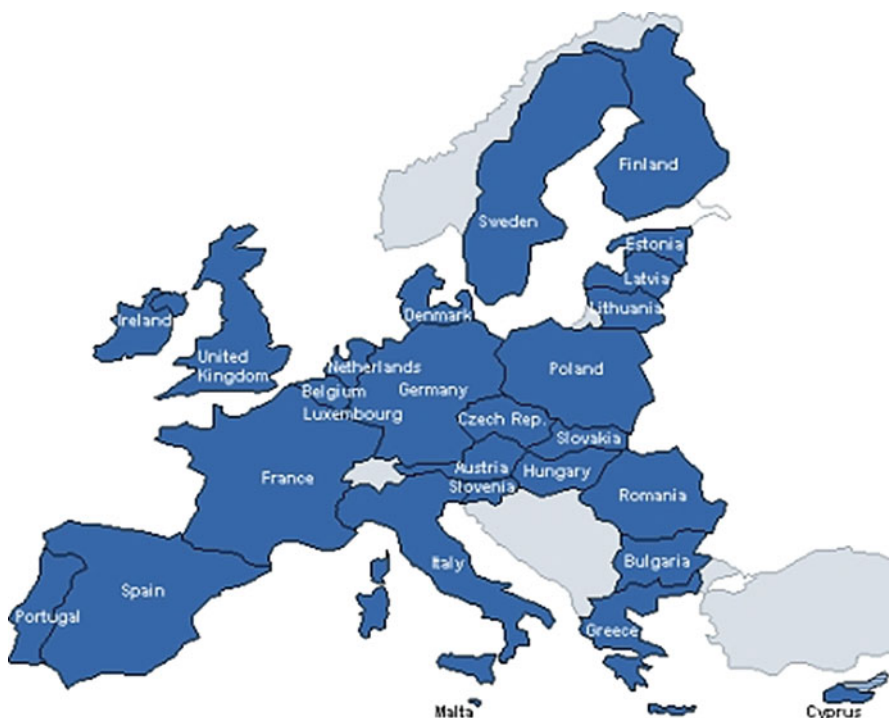 Finland
Sweden
Estonia
Latvia
Lithuania
Denmark
Ireland
United
Kingdom
Netherlands
Belgium
Germany
Poland
Luxembourg
Czech Rep.
Slovakia
Austria
Hungary
France
Slovenia
Romania
Italy
Bulgaria
Spain
Portugal
Greece
Malta
Cyprus